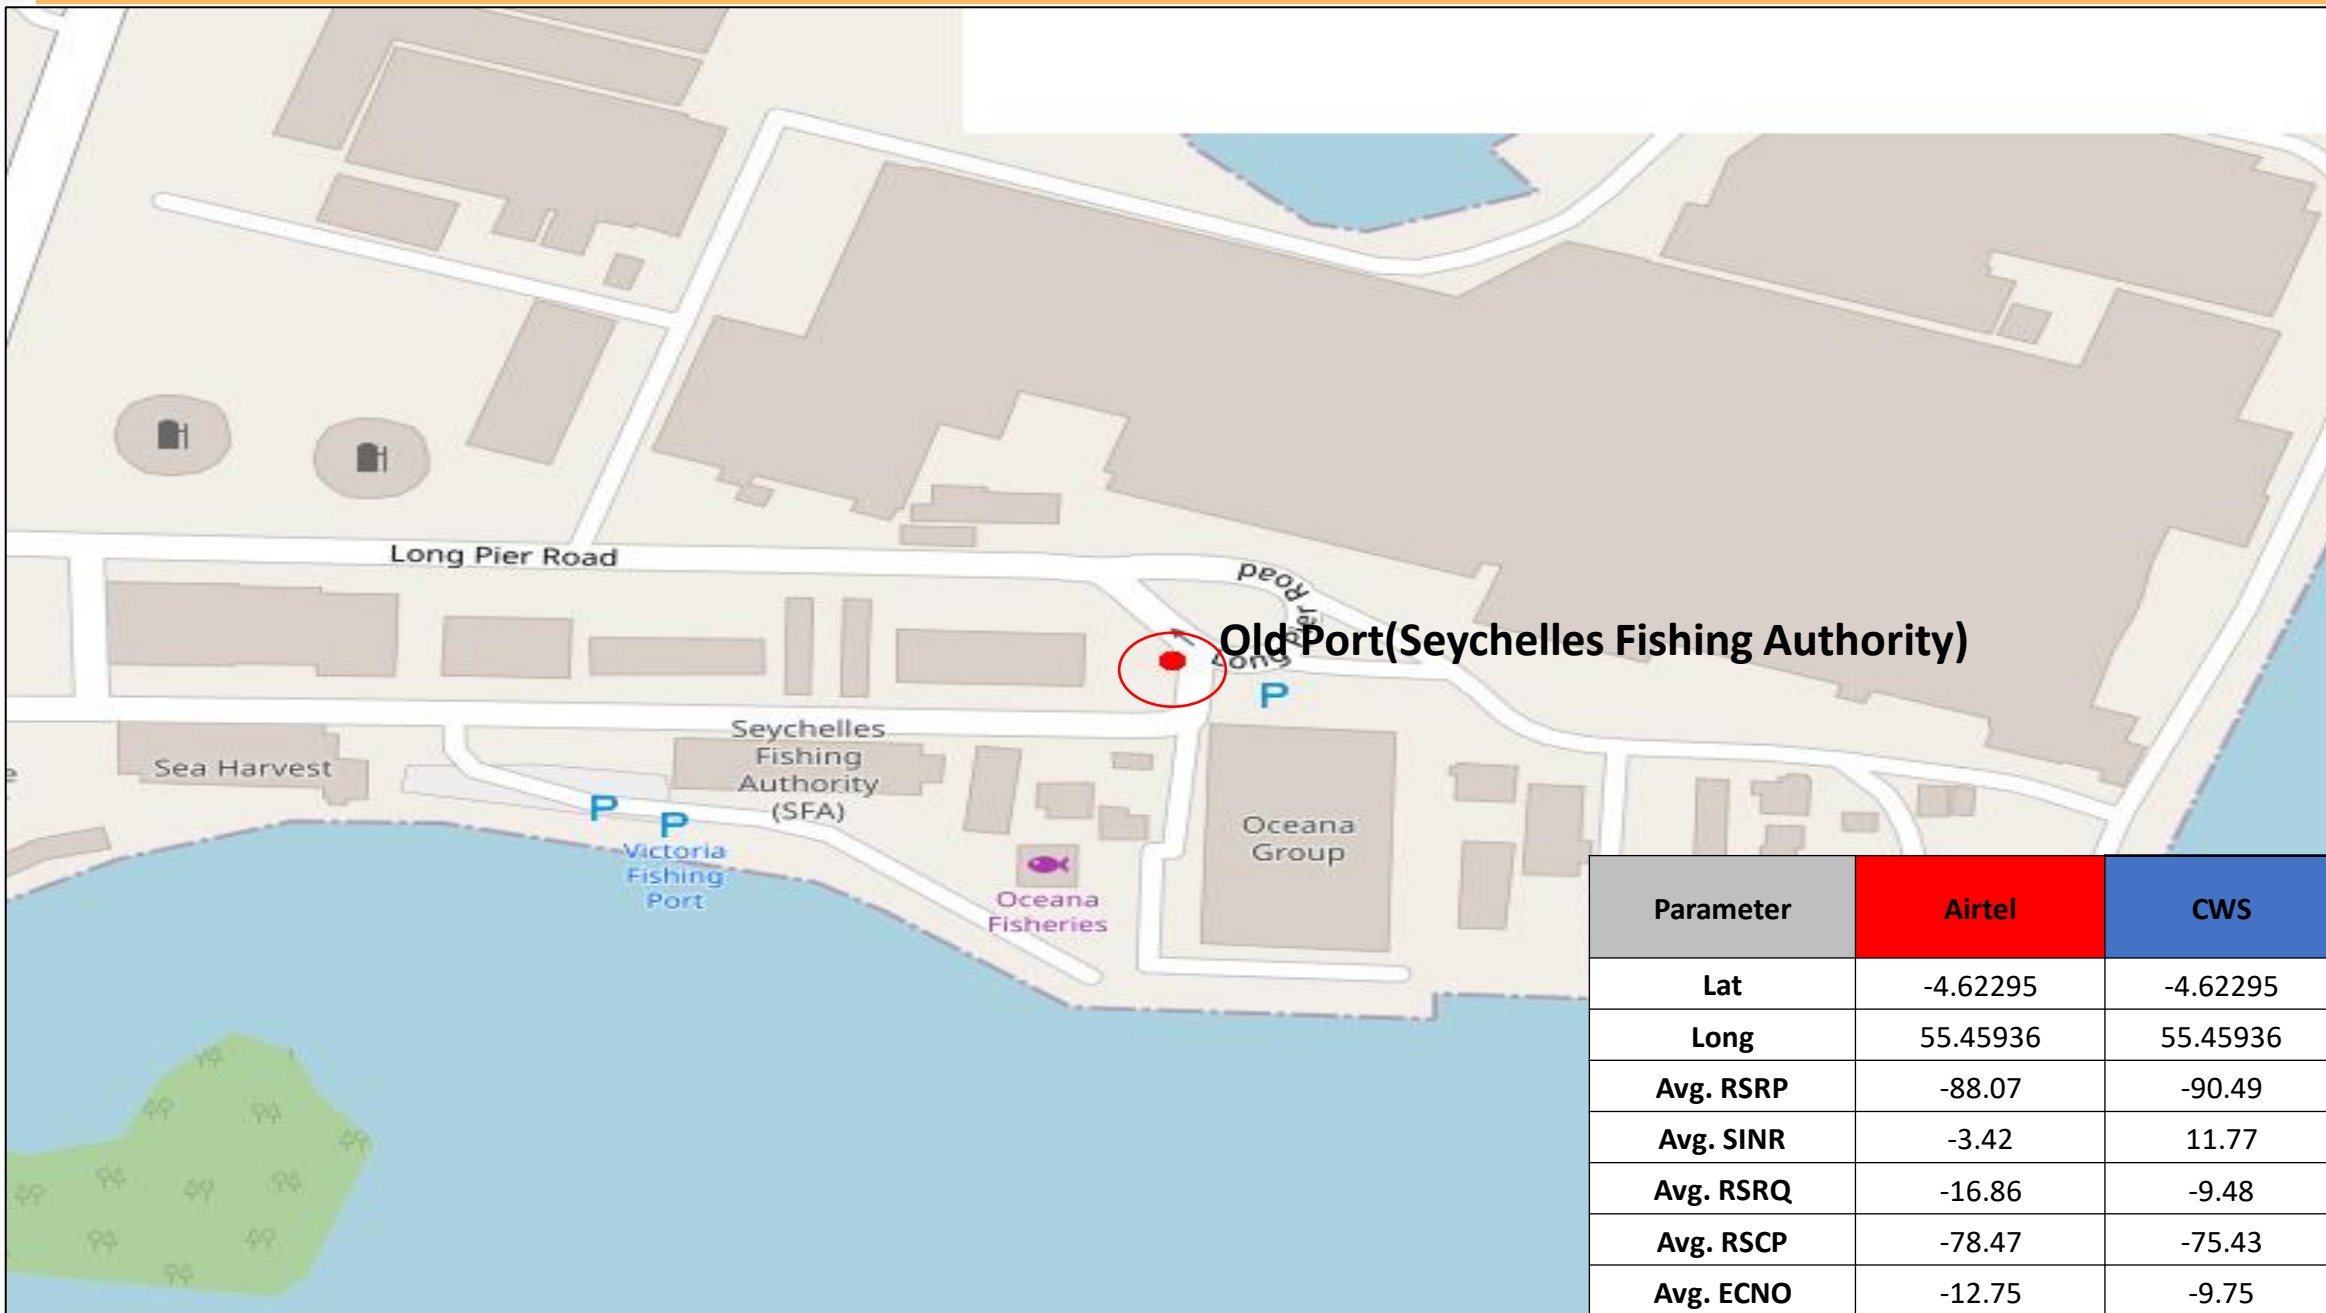 Long Pier Road
Long Pier Road
Old Port(Seychelles Fishing Authority)
P
Seychelles
Fishing
Authority
(SFA)
Sea Harvest
P
P
Victoria
Fishing
Port
Oceana
Group
Oceana
Fisheries
Parameter Airtel CWS
Lat -4.62295 -4.62295
Long 55.45936 55.45936
Avg. RSRP -88.07 -90.49
Avg. SINR -3.42 11.77
Avg. RSRQ -16.86 -9.48
Avg. RSCP -78.47 -75.43
Avg. ECNO -12.75 -9.75